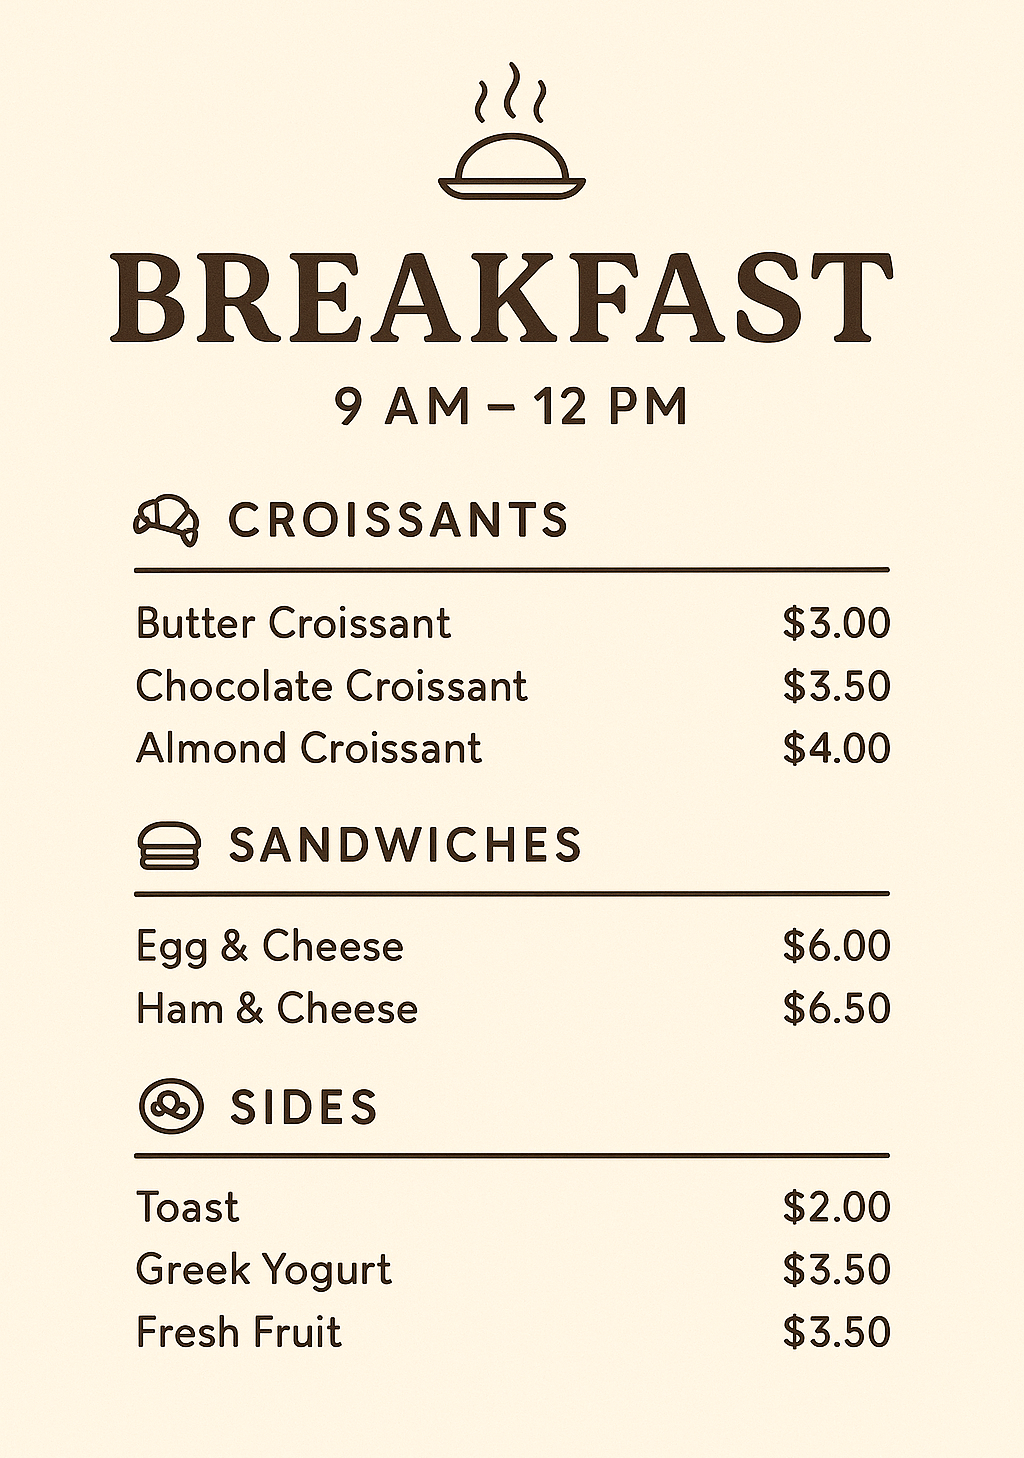 BREAKFAST
9 AM – 12 PM
CROISSANTS
Butter Croissant $3.00
Chocolate Croissant $3.50
Almond Croissant $4.00
SANDWICHES
Egg & Cheese $6.00
Ham & Cheese $6.50
SIDES
Toast $2.00
Greek Yogurt $3.50
Fresh Fruit $3.50